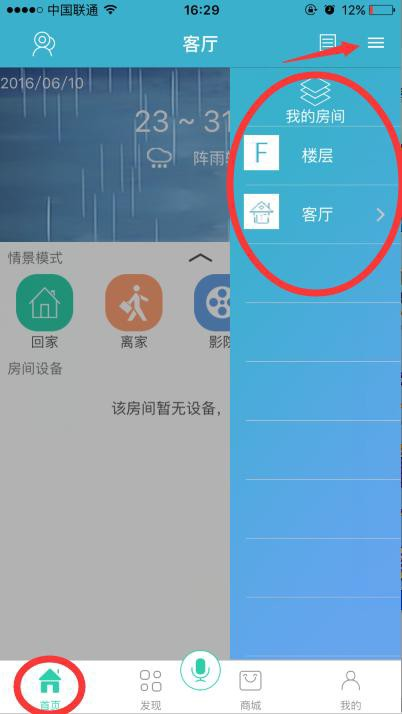 中国联通 16:29 12%
客厅
2016/06/10
23 ~ 31
阵雨
我的房间
F 楼层
客厅
情景模式
回家 离家
房间设备
该房间暂无设备，
首页 发现 商城 我的